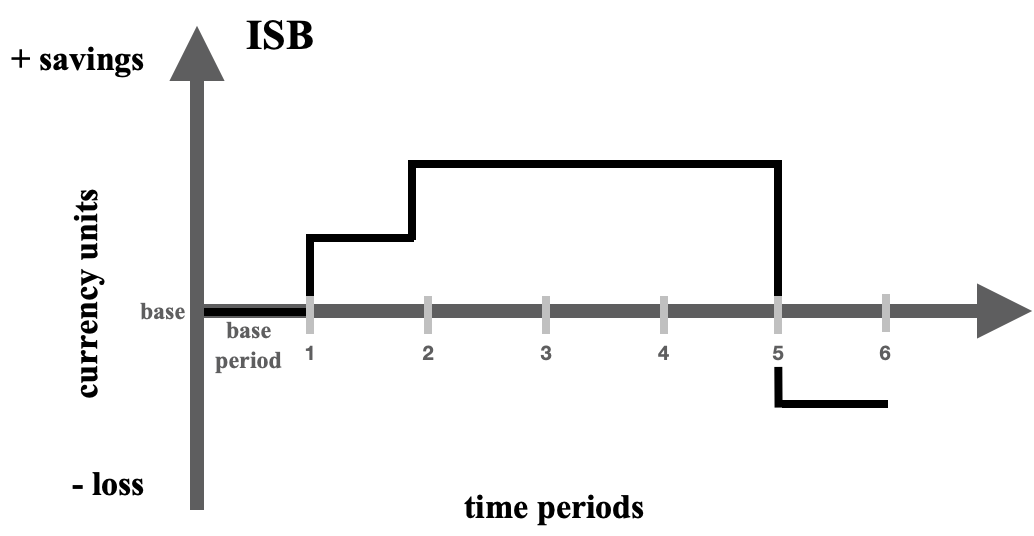 ISB
+ savings
currency units
base
base
period
1 2 3 4 5 6
- loss
time periods